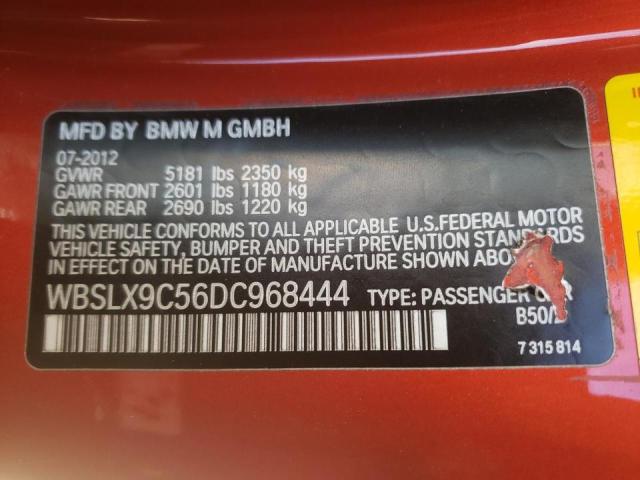 MFD BY BMW M GMBH
07-2012
GVWR 5181 lbs 2350 kg
GAWR FRONT 2601 lbs 1180 kg
GAWR REAR 2690 lbs 1220 kg
THIS VEHICLE CONFORMS TO ALL APPLICABLE U.S.FEDERAL MOTOR
VEHICLE SAFETY, BUMPER AND THEFT PREVENTION STANDARDS
IN EFFECT ON THE DATE OF MANUFACTURE SHOWN
WBSLX9C56DC968444 TYPE: PASSENGER
7 315 814